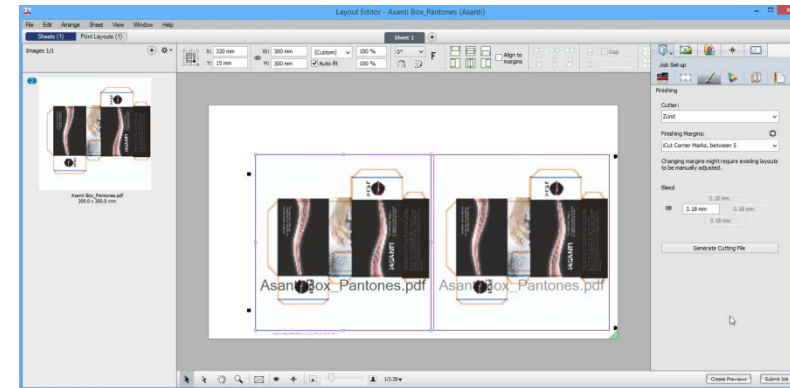 Layout Editor - Asanti Box_Pantones (Asanti)
File Edit Arrange Sheet View Window Help
Sheets (1) Print Layouts (1)
Sheet 1
Images 1/1
X: 320 mm W: 300 mm (Custom) 100 % 0° F Align to margins Gap
Y: 15 mm H: 300 mm Auto-fit 100 %
Job Set-up
Finishing
Cutter:
Zünd
Finishing Margins:
iCut Corner Marks, between 5
Changing margins might require existing layouts
to be manually adjusted.
Bleed
3.18 mm
3.18 mm 3.18 mm
3.18 mm
Generate Cutting File
Asanti Box_Pantones.pdf
300.0 x 300.0 mm
ASANTI
ASANTI
Asanti Box_Pantones.pdf
Asanti Box_Pantones.pdf
1/3.29
Create Previews Submit Job